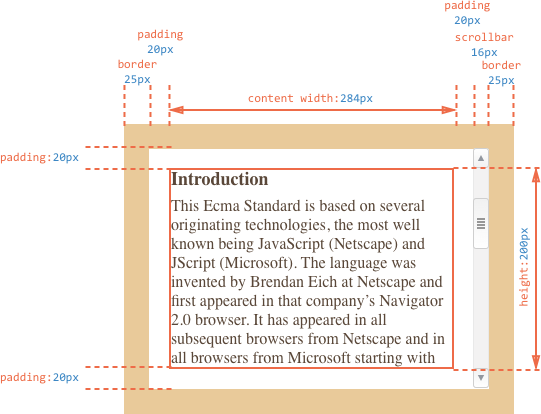 padding
20px
padding
20px
scrollbar
16px
border
25px
border
25px
content width:284px
padding:20px
Introduction
This Ecma Standard is based on several
originating technologies, the most well
known being JavaScript (Netscape) and
JScript (Microsoft). The language was
invented by Brendan Eich at Netscape and
first appeared in that company’s Navigator
2.0 browser. It has appeared in all
subsequent browsers from Netscape and in
all browsers from Microsoft starting with
height:200px
padding:20px